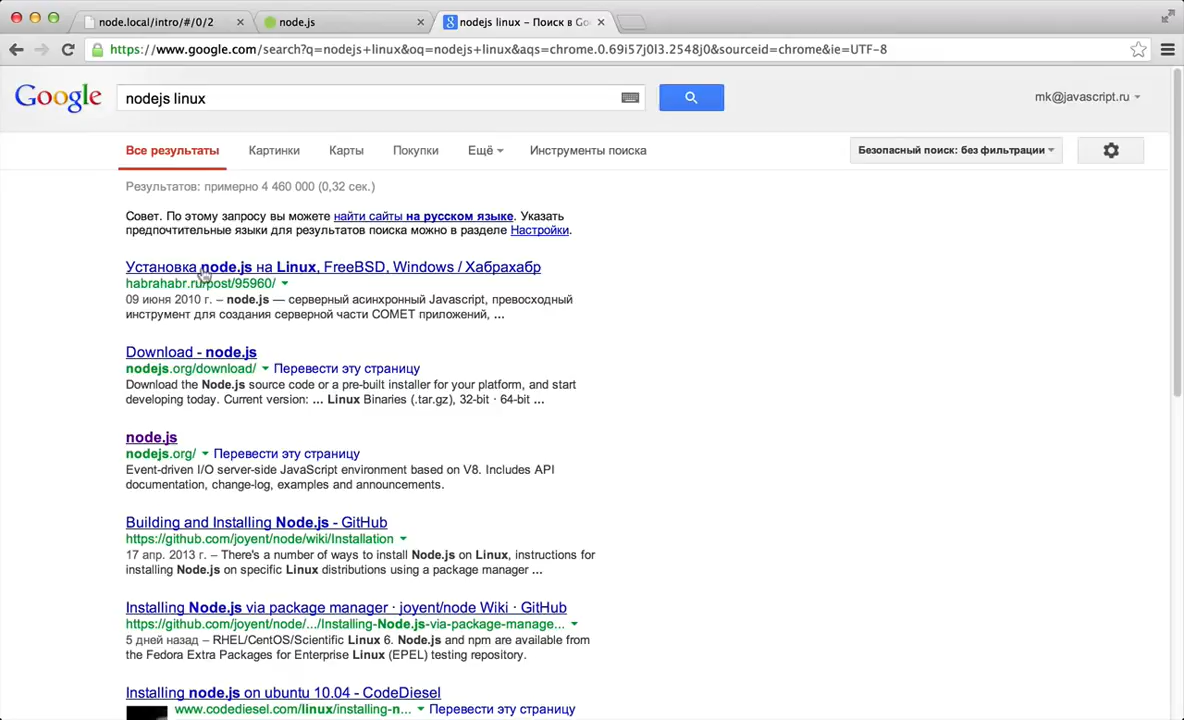 node.local/intro/#/0/2
node.js
nodejs linux – Поиск в Go
https://www.google.com/search?q=nodejs+linux&oq=nodejs+linux&aqs=chrome.0.69i57j0l3.2548j0&sourceid=chrome&ie=UTF-8
Google
nodejs linux
mk@javascript.ru
Все результаты Картинки Карты Покупки Ещё Инструменты поиска
Безопасный поиск: без фильтрации
Результатов: примерно 4 460 000 (0,32 сек.)
Совет. По этому запросу вы можете найти сайты на русском языке. Указать
предпочтительные языки для результатов поиска можно в разделе Настройки.
Установка node.js на Linux, FreeBSD, Windows / Хабрахабр
habrahabr.ru/post/95960/
09 июня 2010 г. – node.js — серверный асинхронный Javascript, превосходный
инструмент для создания серверной части COMET приложений, ...
Download - node.js
nodejs.org/download/ Перевести эту страницу
Download the Node.js source code or a pre-built installer for your platform, and start
developing today. Current version: ... Linux Binaries (.tar.gz), 32-bit · 64-bit ...
node.js
nodejs.org/ Перевести эту страницу
Event-driven I/O server-side JavaScript environment based on V8. Includes API
documentation, change-log, examples and announcements.
Building and Installing Node.js - GitHub
https://github.com/joyent/node/wiki/Installation
17 апр. 2013 г. – There's a number of ways to install Node.js on Linux, instructions for
installing Node.js on specific Linux distributions using a package manager ...
Installing Node.js via package manager · joyent/node Wiki · GitHub
https://github.com/joyent/node/.../Installing-Node.js-via-package-manage...
5 дней назад – RHEL/CentOS/Scientific Linux 6. Node.js and npm are available from
the Fedora Extra Packages for Enterprise Linux (EPEL) testing repository.
Installing node.js on ubuntu 10.04 - CodeDiesel
www.codediesel.com/linux/installing-n... Перевести эту страницу